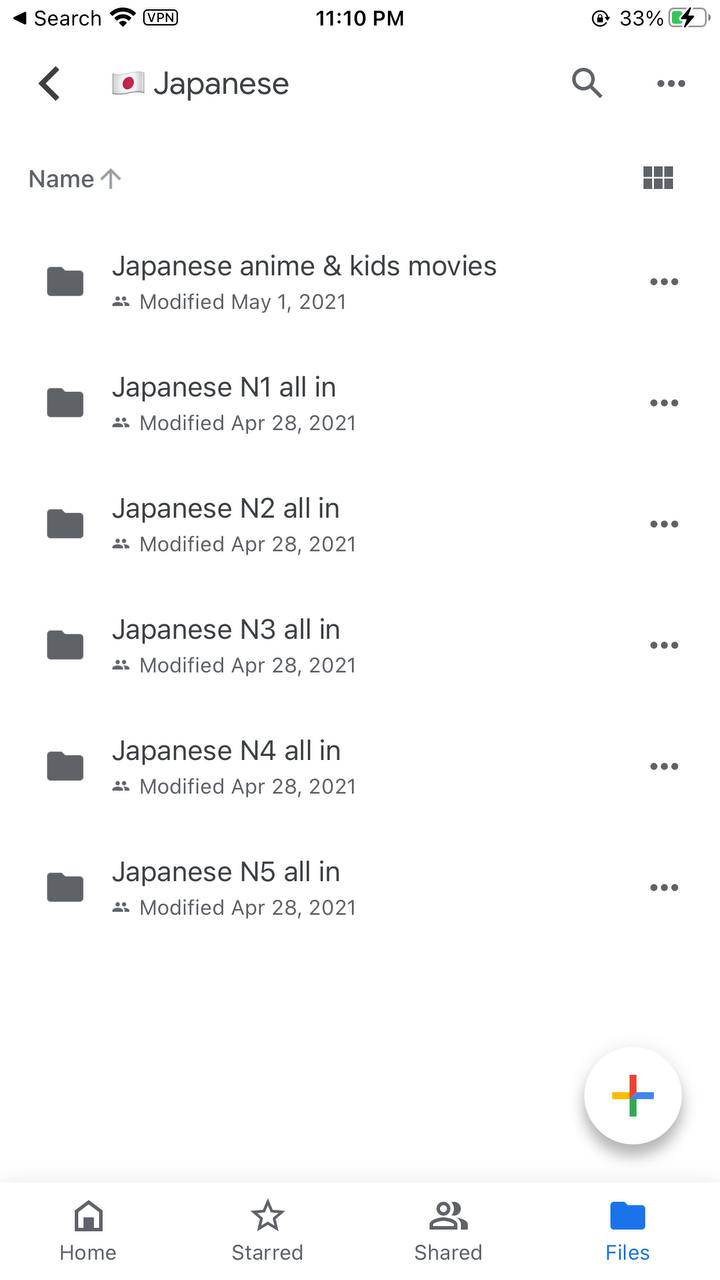 Search VPN 11:10 PM 33%
Japanese
Name
Japanese anime & kids movies
Modified May 1, 2021
Japanese N1 all in
Modified Apr 28, 2021
Japanese N2 all in
Modified Apr 28, 2021
Japanese N3 all in
Modified Apr 28, 2021
Japanese N4 all in
Modified Apr 28, 2021
Japanese N5 all in
Modified Apr 28, 2021
Home Starred Shared Files